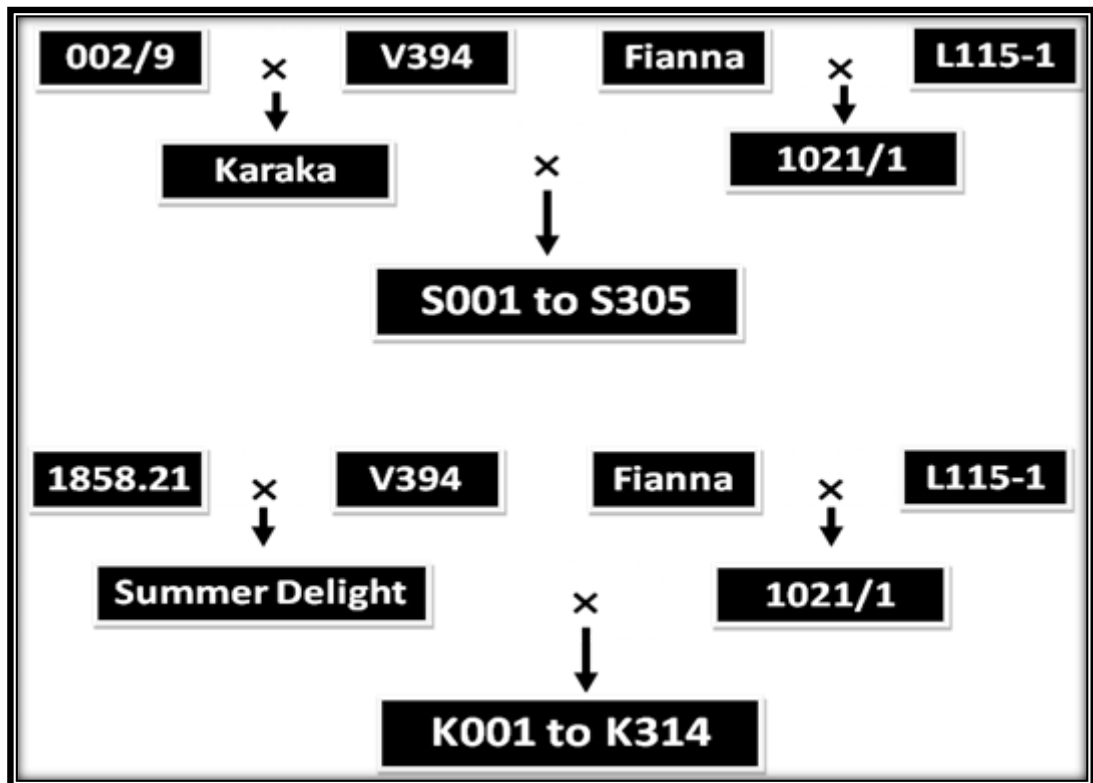 002/9 × V394 Fianna × L115-1
Karaka × 1021/1
S001 to S305
1858.21 × V394 Fianna × L115-1
Summer Delight × 1021/1
K001 to K314